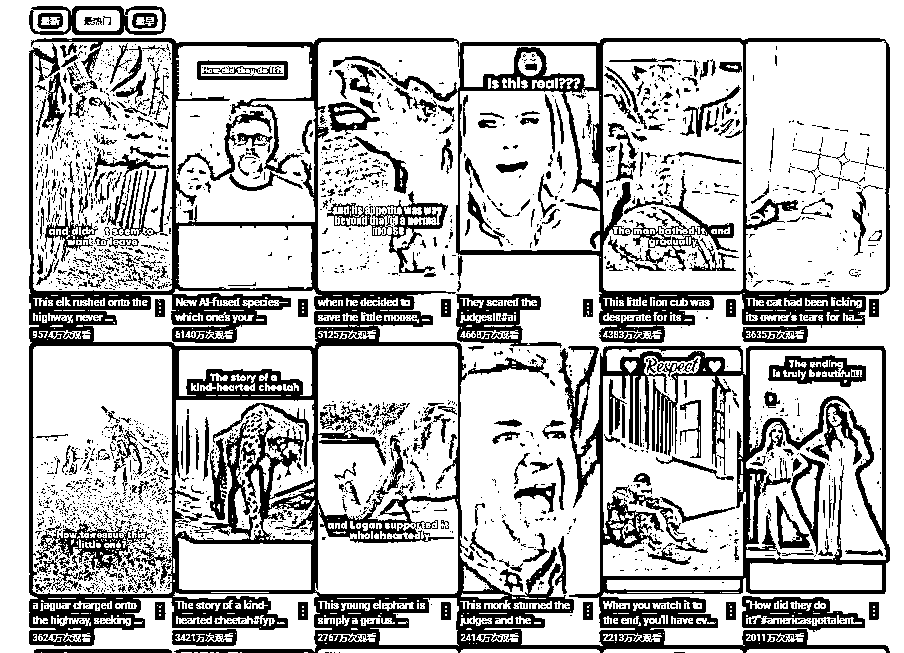 最新 最热门 最早
How did they do it?
Is this real???
and didn't seem to
want to leave
and its appetite was way
beyond that of a normal
The man bathed it, and
gradually
This elk rushed onto the
highway, never ...
9574万次观看
New AI-fused species—
which one's your ...
6140万次观看
when he decided to
save the little moose, ...
5125万次观看
They scared the
judges!!#ai
4668万次观看
This little lion cub was
desperate for its ...
4383万次观看
The cat had been licking
its owner's tears for ha...
3635万次观看
The story of a
kind-hearted cheetah
Respect
The ending
is truly beautiful!!
How to rescue this
little one?
and Logan supported it
wholeheartedly
a jaguar charged onto
the highway, seeking ...
3624万次观看
The story of a kind-
hearted cheetah#fyp ...
3421万次观看
This young elephant is
simply a genius. ...
2767万次观看
This monk stunned the
judges and the ...
2414万次观看
When you watch it to
the end, you'll have ev...
2213万次观看
"How did they do
it?"#americasgottalent...
2011万次观看